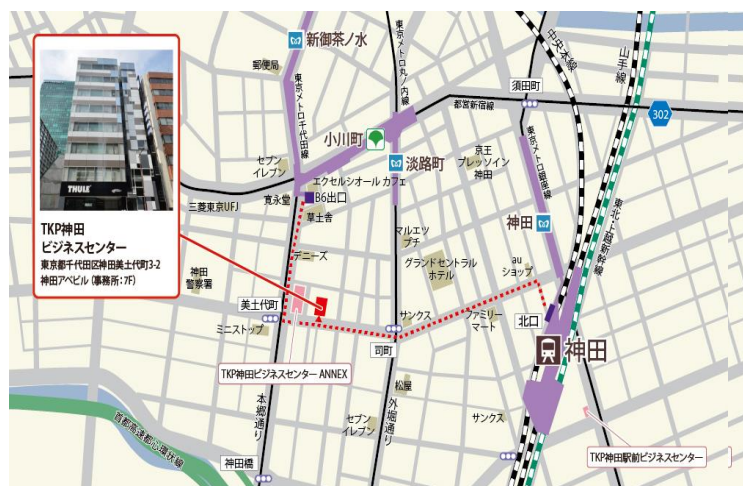 THULE
TKP神田
ビジネスセンター
東京都千代田区神田美土代町3-2
神田アベビル（事務所：7F）
新御茶ノ水
郵便局
東京メトロ千代田線
東京メトロ丸ノ内線
小川町
都営新宿線
須田町
中央本線
山手線
302
セブン
イレブン
エクセルシオール カフェ
淡路町
京王
プレッソイン
神田
東京メトロ銀座線
東北・上越新幹線
三菱東京UFJ
寛永堂
B6出口
草土舎
マルエツ
プチ
神田
デニーズ
グランドセントラル
ホテル
au
ショップ
神田
警察署
美土代町
ミニストップ
サンクス
ファミリー
マート
北口
神田
司町
TKP神田ビジネスセンター ANNEX
松屋
本郷通り
外堀通り
セブン
イレブン
サンクス
首都高速都心環状線
神田橋
TKP神田駅前ビジネスセンター